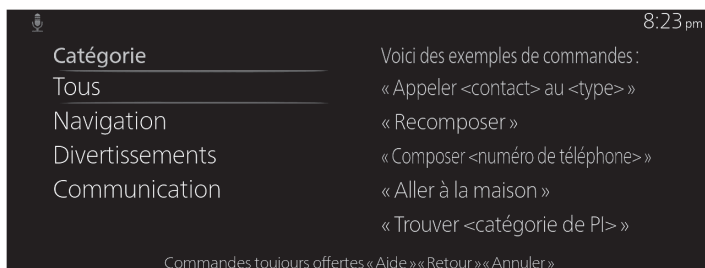 8:23 pm
Catégorie
Tous
Navigation
Divertissements
Communication
Voici des exemples de commandes :
« Appeler <contact> au <type> »
« Recomposer »
« Composer <numéro de téléphone> »
« Aller à la maison »
« Trouver <catégorie de PI> »
Commandes toujours offertes « Aide » « Retour » « Annuler »